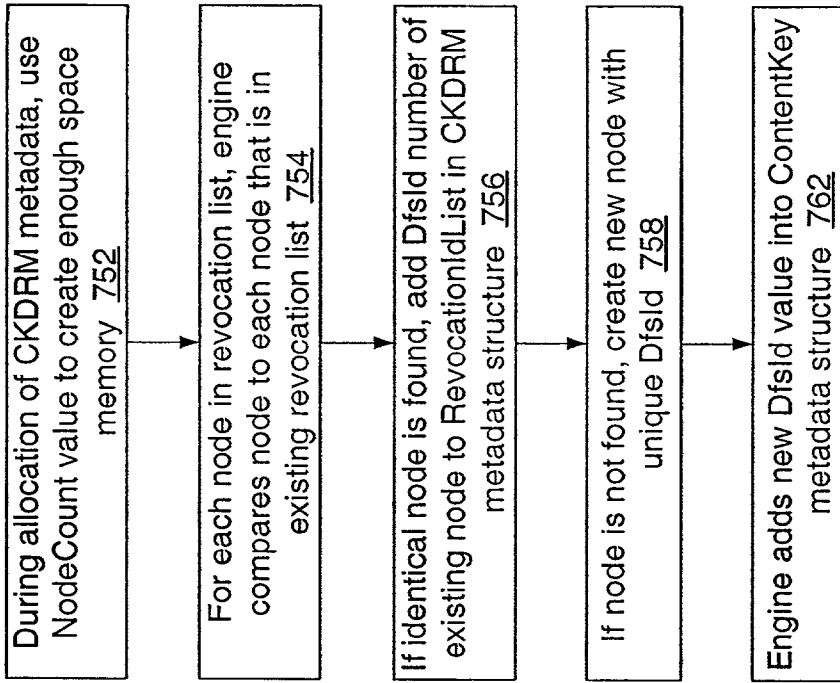 During allocation of CKDRM metadata, use
NodeCount value to create enough space
memory 752
For each node in revocation list, engine
compares node to each node that is in
existing revocation list 754
If identical node is found, add DfsId number of
existing node to RevocationIdList in CKDRM
metadata structure 756
If node is not found, create new node with
unique DfsId 758
Engine adds new DfsId value into ContentKey
metadata structure 762